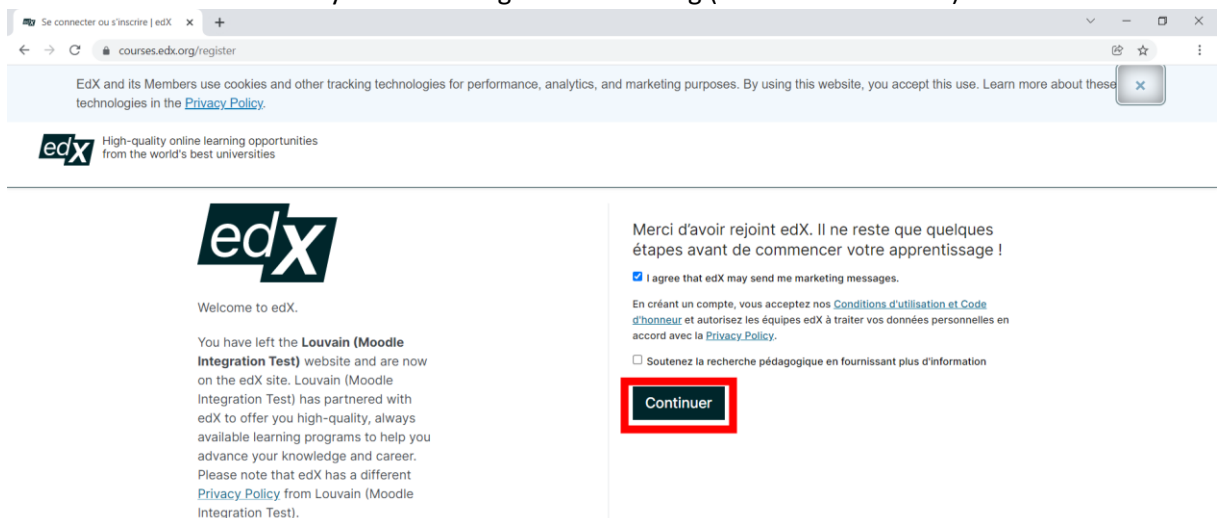 Se connecter ou s'inscrire | edX
courses.edx.org/register
EdX and its Members use cookies and other tracking technologies for performance, analytics, and marketing purposes. By using this website, you accept this use. Learn more about these
technologies in the Privacy Policy.
edX
High-quality online learning opportunities
from the world's best universities
edX
Welcome to edX.
You have left the Louvain (Moodle
Integration Test) website and are now
on the edX site. Louvain (Moodle
Integration Test) has partnered with
edX to offer you high-quality, always
available learning programs to help you
advance your knowledge and career.
Please note that edX has a different
Privacy Policy from Louvain (Moodle
Integration Test).
Merci d'avoir rejoint edX. Il ne reste que quelques
étapes avant de commencer votre apprentissage !
I agree that edX may send me marketing messages.
En créant un compte, vous acceptez nos Conditions d'utilisation et Code
d'honneur et autorisez les équipes edX à traiter vos données personnelles en
accord avec la Privacy Policy.
Soutenez la recherche pédagogique en fournissant plus d'information
Continuer